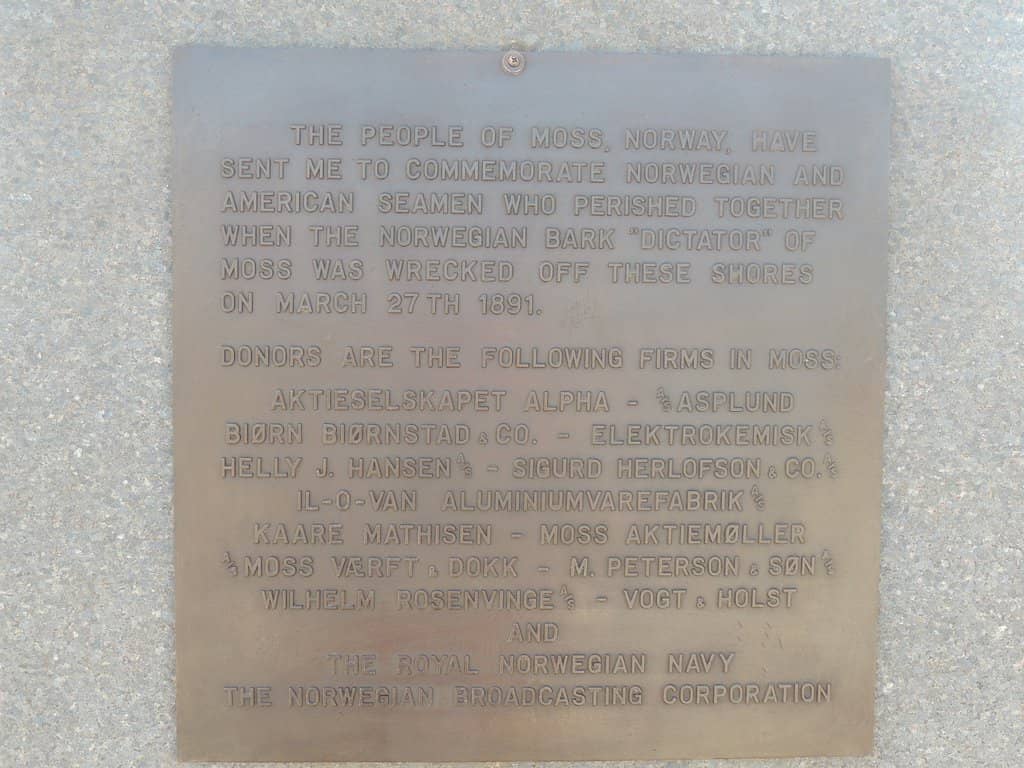 THE PEOPLE OF MOSS, NORWAY, HAVE
SENT ME TO COMMEMORATE NORWEGIAN AND
AMERICAN SEAMEN WHO PERISHED TOGETHER
WHEN THE NORWEGIAN BARK "DICTATOR" OF
MOSS WAS WRECKED OFF THESE SHORES
ON MARCH 27TH 1891.
DONORS ARE THE FOLLOWING FIRMS IN MOSS:
AKTIESELSKAPET ALPHA - A/S ASPLUND
BIØRN BIØRNSTAD & CO. - ELEKTROKEMISK A/S
HELLY J. HANSEN A/S - SIGURD HERLOFSON & CO. A/S
IL-O-VAN ALUMINIUMVAREFABRIK A/S
KAARE MATHISEN - MOSS AKTIEMØLLER
A/S MOSS VÆRFT & DOKK - M. PETERSON & SØN A/S
WILHELM ROSENVINGE A/S - VOGT & HOLST
AND
THE ROYAL NORWEGIAN NAVY
THE NORWEGIAN BROADCASTING CORPORATION